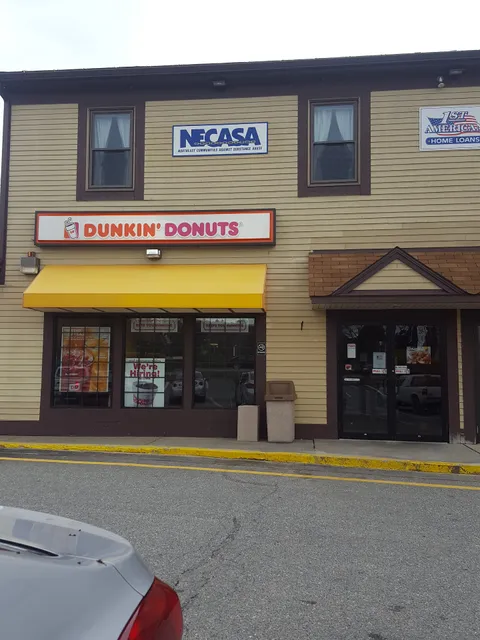 NECASA
NORTHEAST COMMUNITIES AGAINST SUBSTANCE ABUSE
1ST
AMERICAN
HOME LOANS
DUNKIN' DONUTS
We're
Hiring!